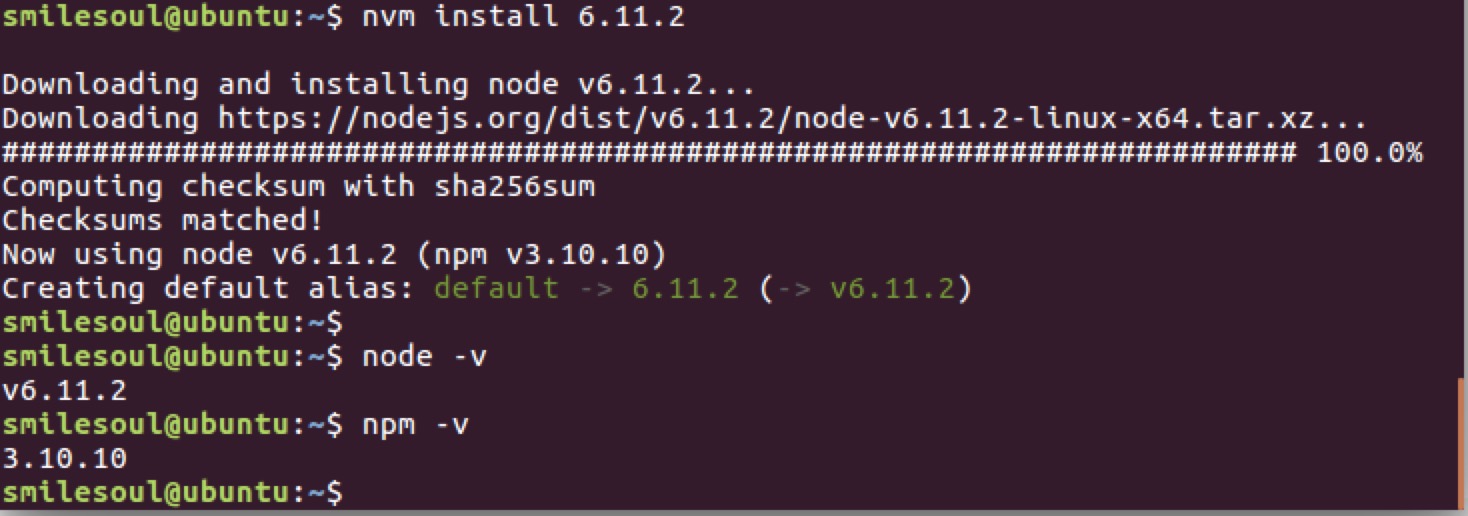 smilesoul@ubuntu:~$ nvm install 6.11.2
Downloading and installing node v6.11.2...
Downloading https://nodejs.org/dist/v6.11.2/node-v6.11.2-linux-x64.tar.xz...
######################################################################## 100.0%
Computing checksum with sha256sum
Checksums matched!
Now using node v6.11.2 (npm v3.10.10)
Creating default alias: default -> 6.11.2 (-> v6.11.2)
smilesoul@ubuntu:~$
smilesoul@ubuntu:~$ node -v
v6.11.2
smilesoul@ubuntu:~$ npm -v
3.10.10
smilesoul@ubuntu:~$